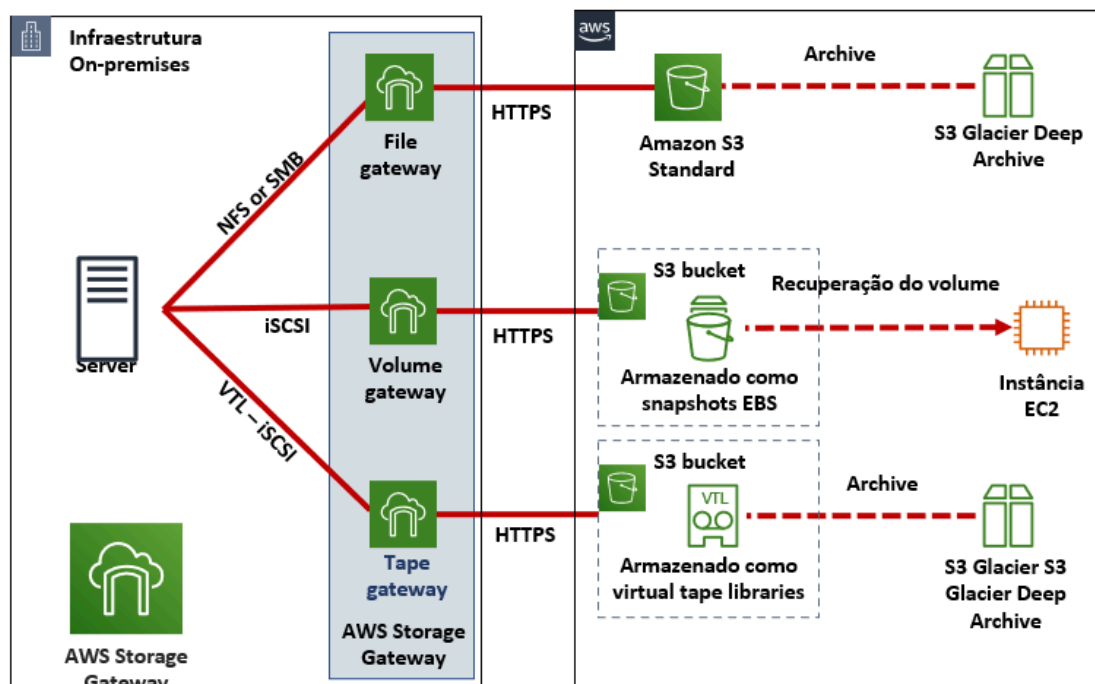 Infraestrutura
On-premises
aws
File
gateway
NFS or SMB
HTTPS
Amazon S3
Standard
Archive
S3 Glacier Deep
Archive
Server
iSCSI
Volume
gateway
HTTPS
S3 bucket
Armazenado como
snapshots EBS
Recuperação do volume
Instância
EC2
VTL – iSCSI
Tape
gateway
HTTPS
S3 bucket
VTL
Armazenado como
virtual tape libraries
Archive
S3 Glacier S3
Glacier Deep
Archive
AWS Storage
Gateway
AWS Storage
Gateway